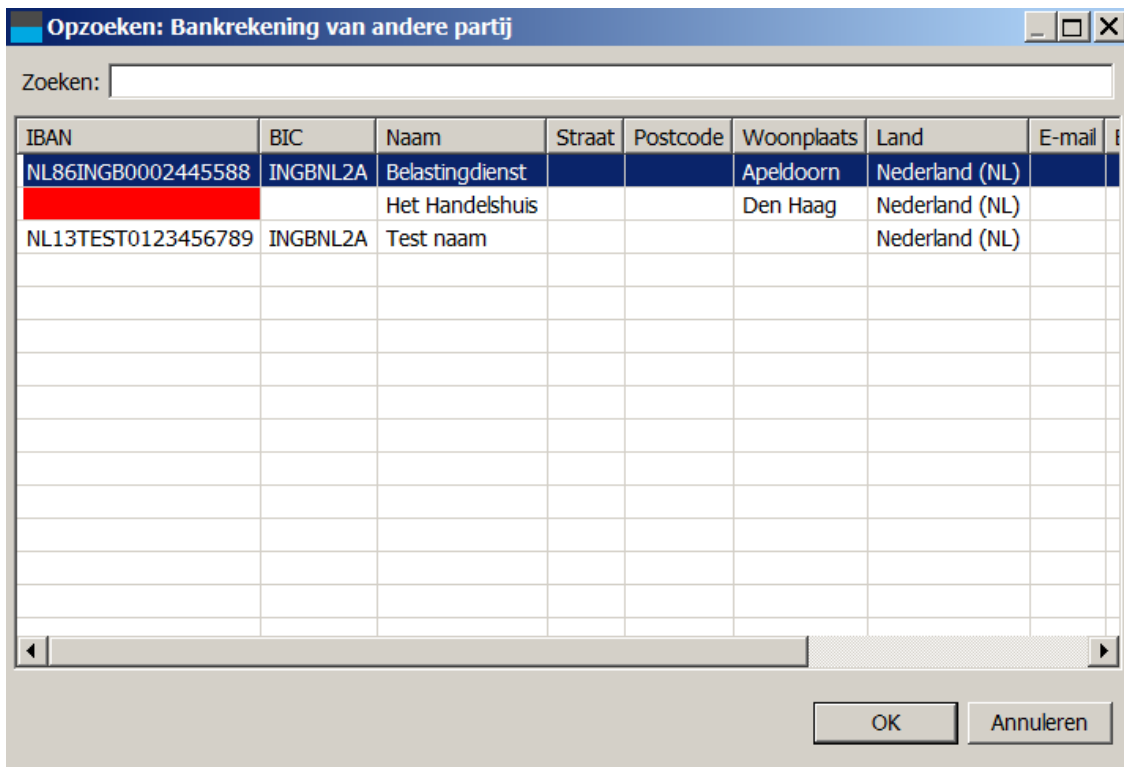 Opzoeken: Bankrekening van andere partij
Zoeken:
IBAN BIC Naam Straat Postcode Woonplaats Land E-mail
NL86INGB0002445588 INGBNL2A Belastingdienst Apeldoorn Nederland (NL)
Het Handelshuis Den Haag Nederland (NL)
NL13TEST0123456789 INGBNL2A Test naam Nederland (NL)
OK Annuleren